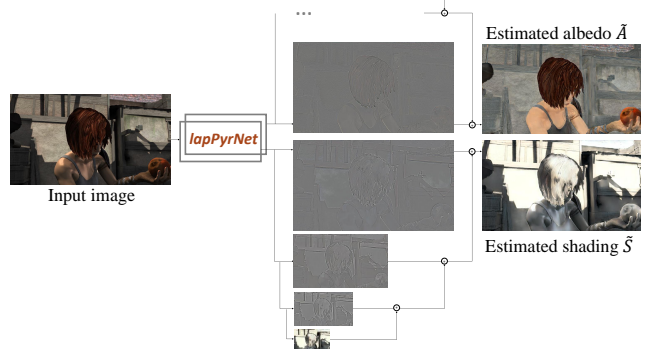 ...
Estimated albedo Ã
lapPyrNet
Input image
Estimated shading S̃